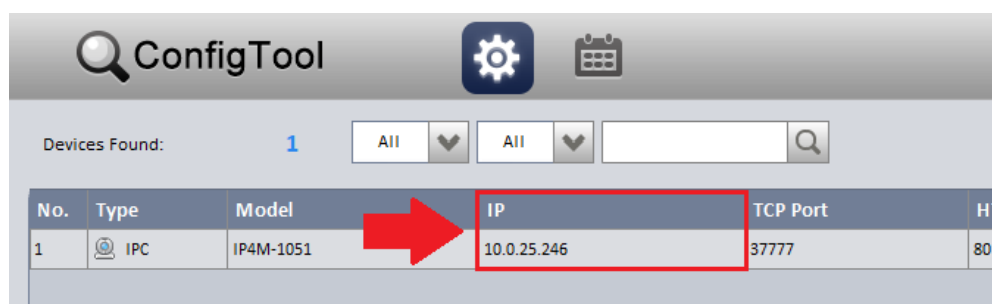 ConfigTool
Devices Found: 1 All All
No. Type Model IP TCP Port
1 IPC IP4M-1051 10.0.25.246 37777 80